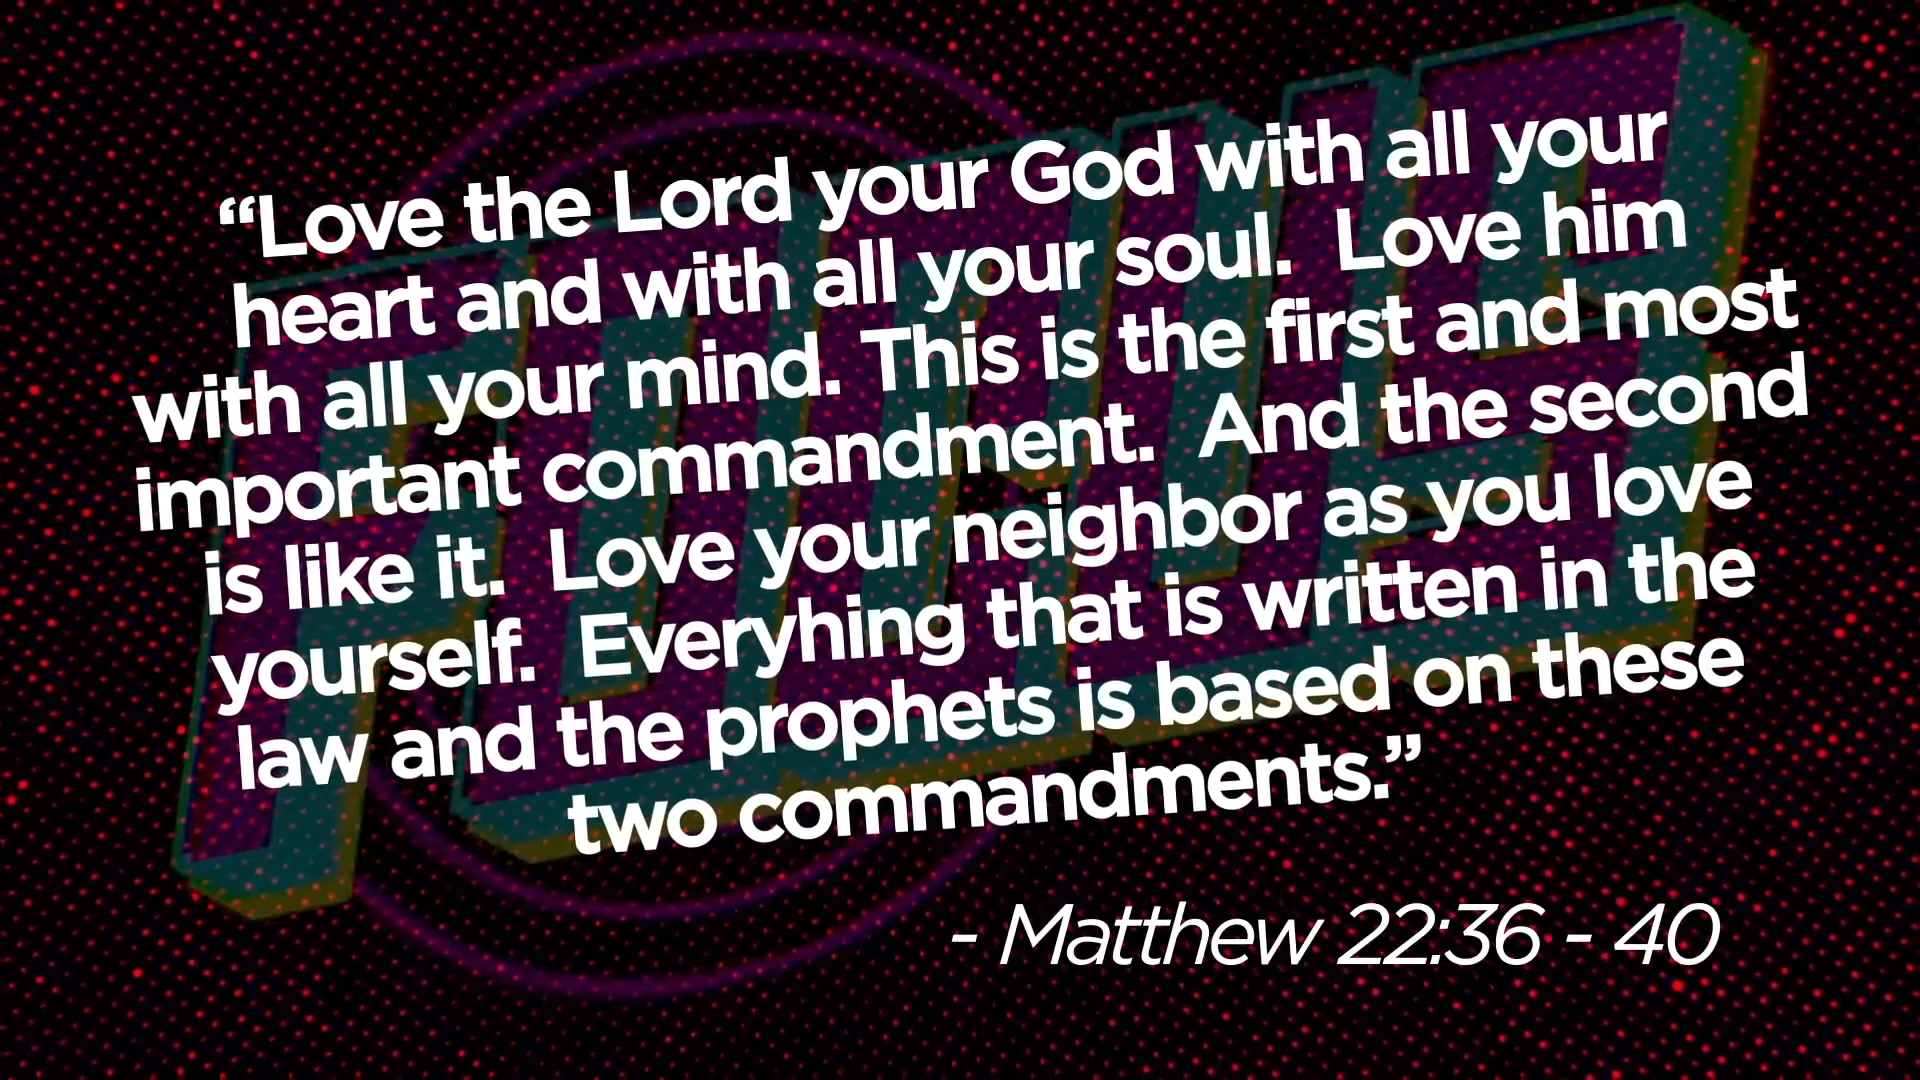 “Love the Lord your God with all your
heart and with all your soul. Love him
with all your mind. This is the first and most
important commandment. And the second
is like it. Love your neighbor as you love
yourself. Everyhing that is written in the
law and the prophets is based on these
two commandments.”
- Matthew 22:36 - 40
FOCUS